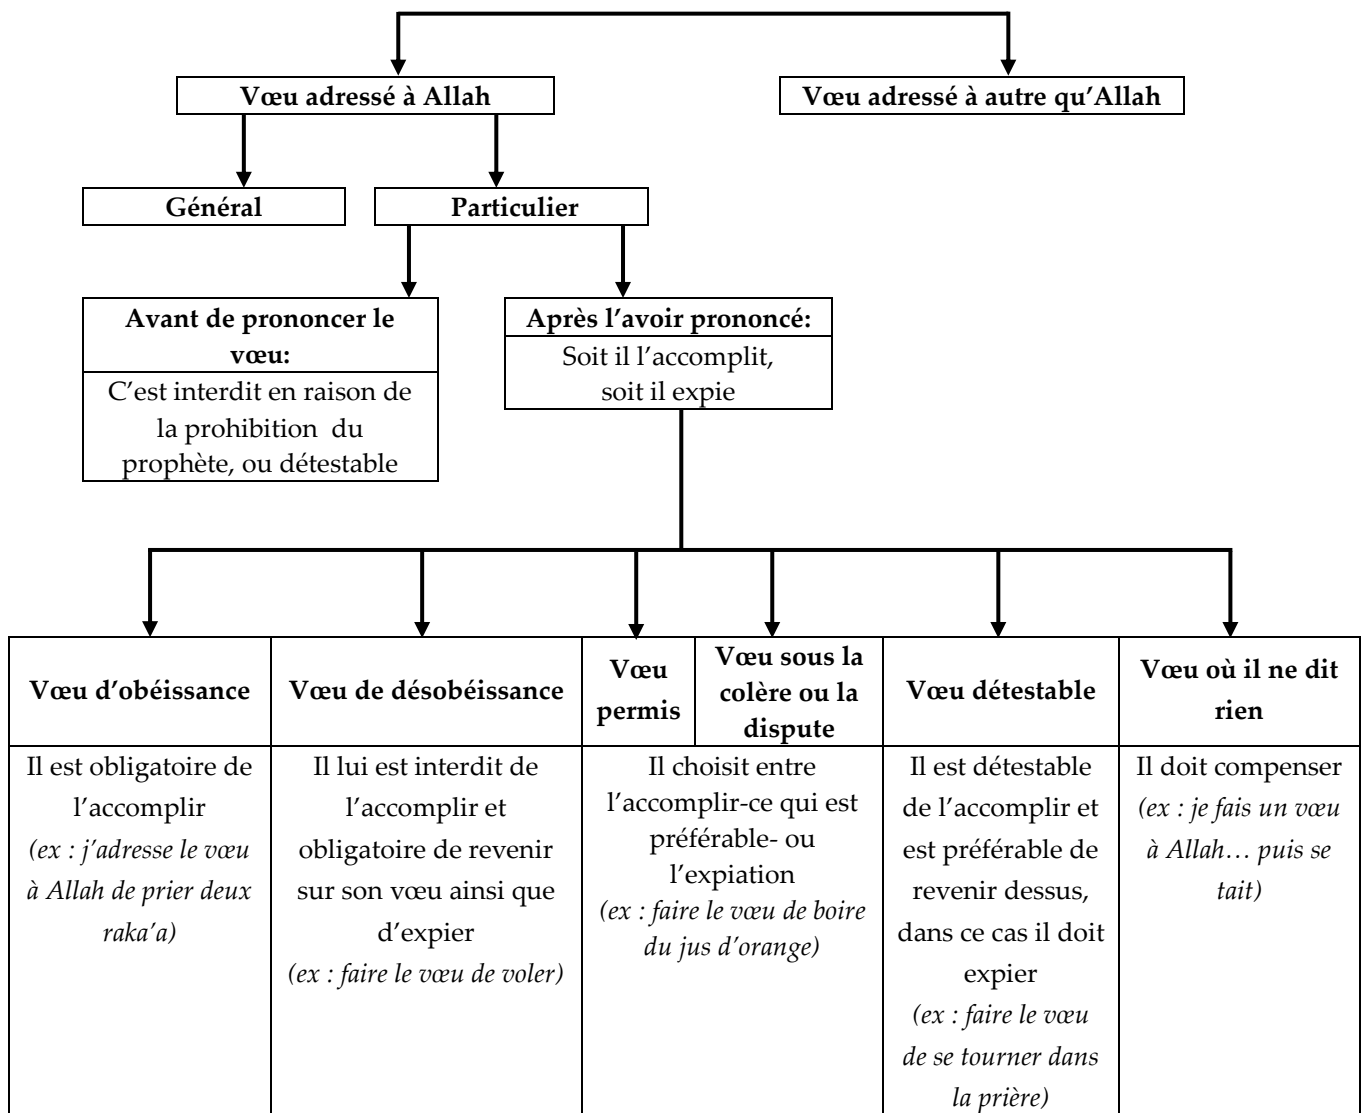 Vœu adressé à Allah
Vœu adressé à autre qu’Allah
Général
Particulier
Avant de prononcer le
vœu:
C’est interdit en raison de
la prohibition du
prophète, ou détestable
Après l’avoir prononcé:
Soit il l’accomplit,
soit il expie
Vœu d’obéissance
Il est obligatoire de
l’accomplir
(ex : j’adresse le vœu
à Allah de prier deux
raka’a)
Vœu de désobéissance
Il lui est interdit de
l’accomplir et
obligatoire de revenir
sur son vœu ainsi que
d’expier
(ex : faire le vœu de voler)
Vœu
permis
Vœu sous la
colère ou la
dispute
Il choisit entre
l’accomplir-ce qui est
préférable- ou
l’expiation
(ex : faire le vœu de boire
du jus d’orange)
Vœu détestable
Il est détestable
de l’accomplir et
est préférable de
revenir dessus,
dans ce cas il doit
expier
(ex : faire le vœu
de se tourner dans
la prière)
Vœu où il ne dit
rien
Il doit compenser
(ex : je fais un vœu
à Allah… puis se
tait)